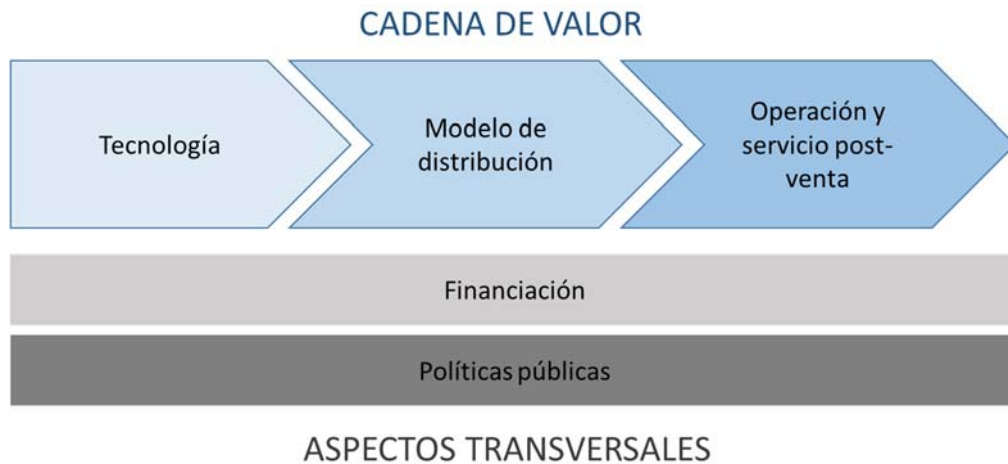 CADENA DE VALOR
Tecnología
Modelo de
distribución
Operación y
servicio post-
venta
Financiación
Políticas públicas
ASPECTOS TRANSVERSALES